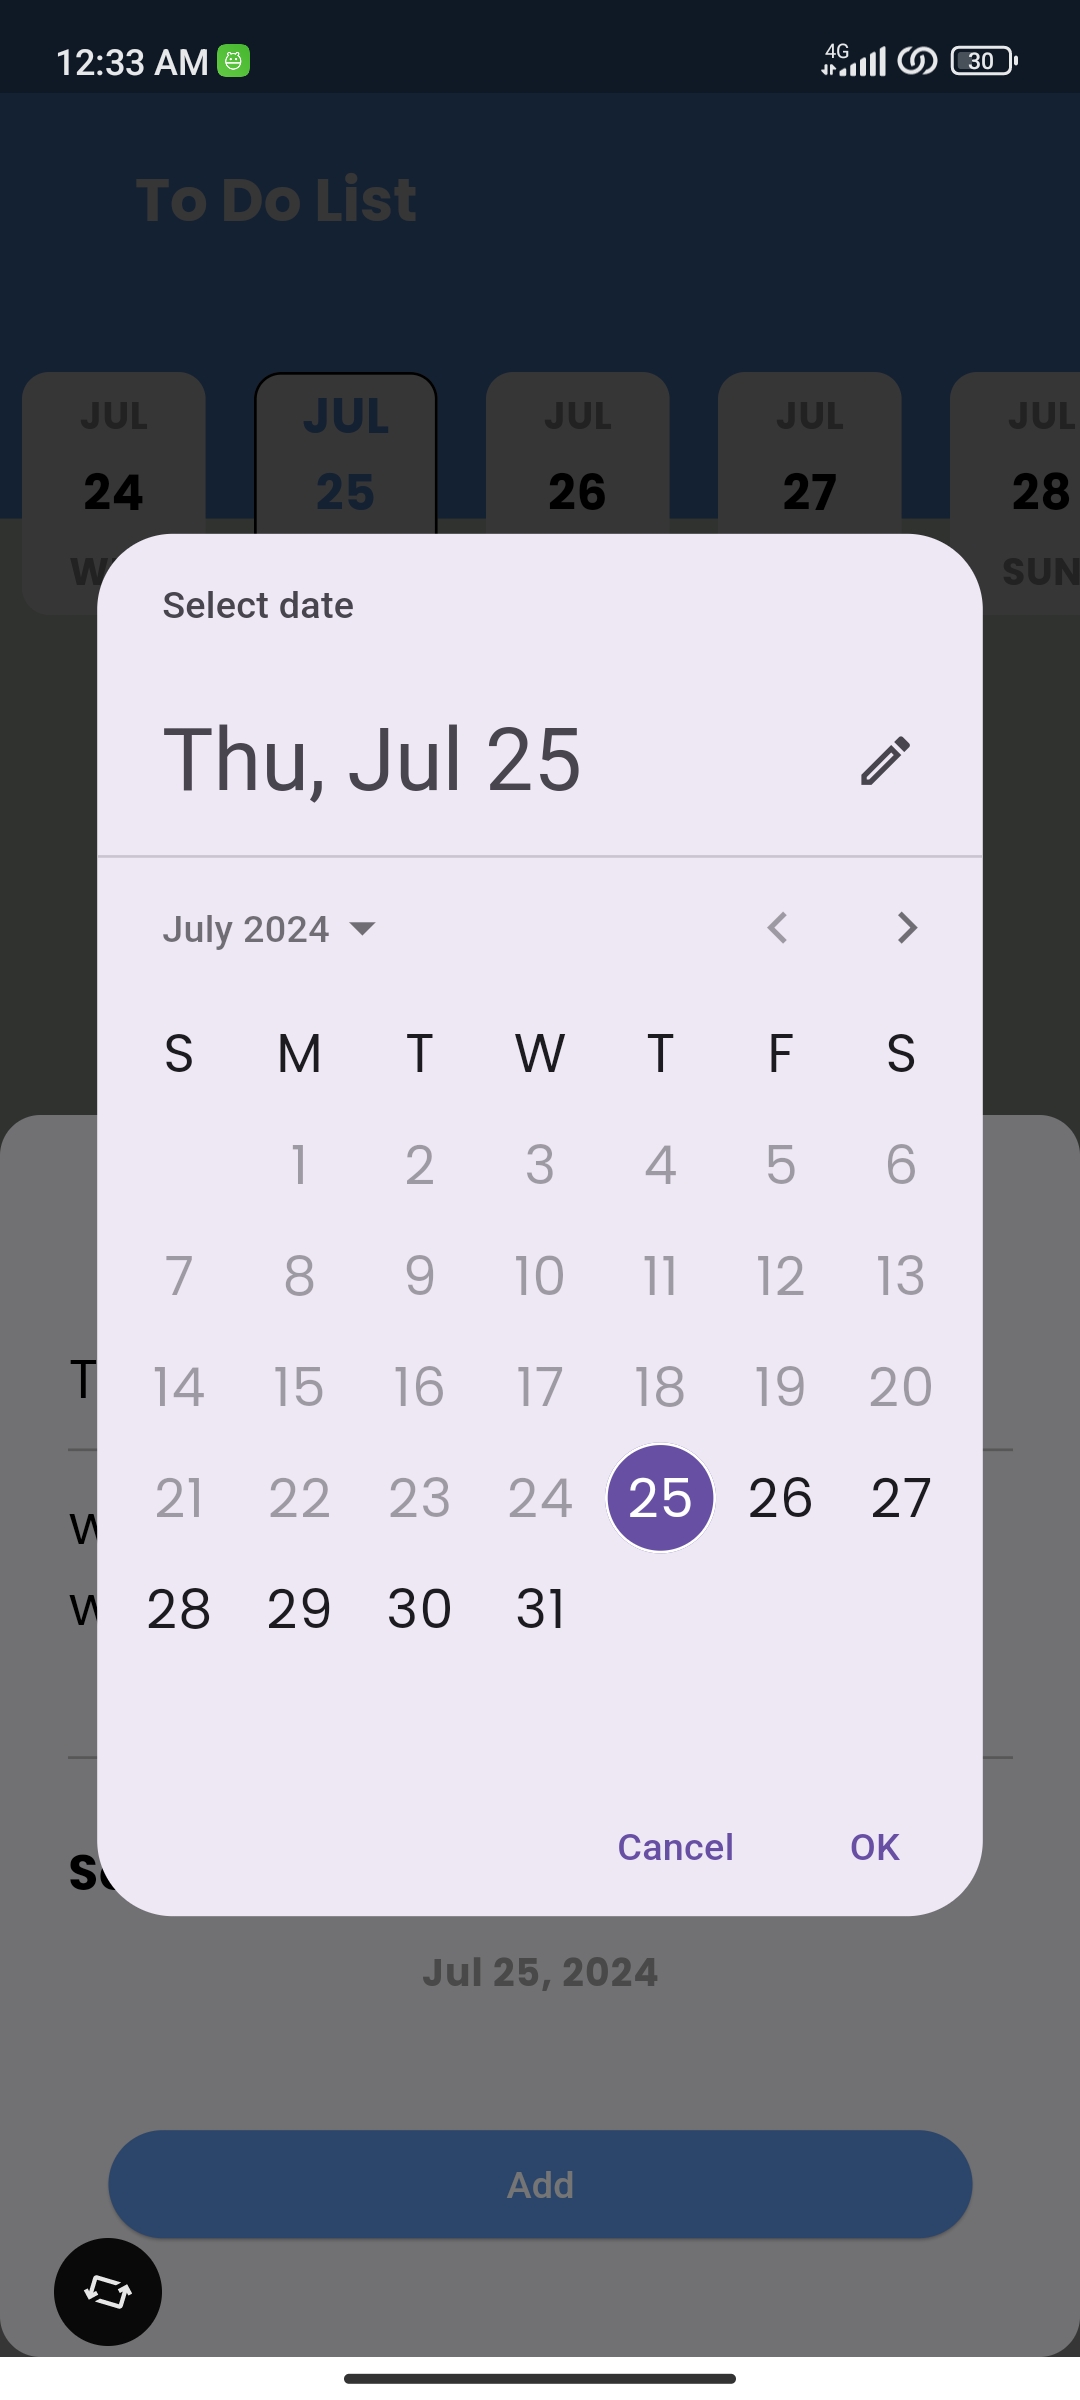 12:33 AM 4G 30
To Do List
JUL JUL JUL JUL JUL
24 25 26 27 28
SUN
Select date
Thu, Jul 25
July 2024
S M T W T F S
1 2 3 4 5 6
7 8 9 10 11 12 13
14 15 16 17 18 19 20
21 22 23 24 25 26 27
28 29 30 31
Cancel OK
Jul 25, 2024
Add